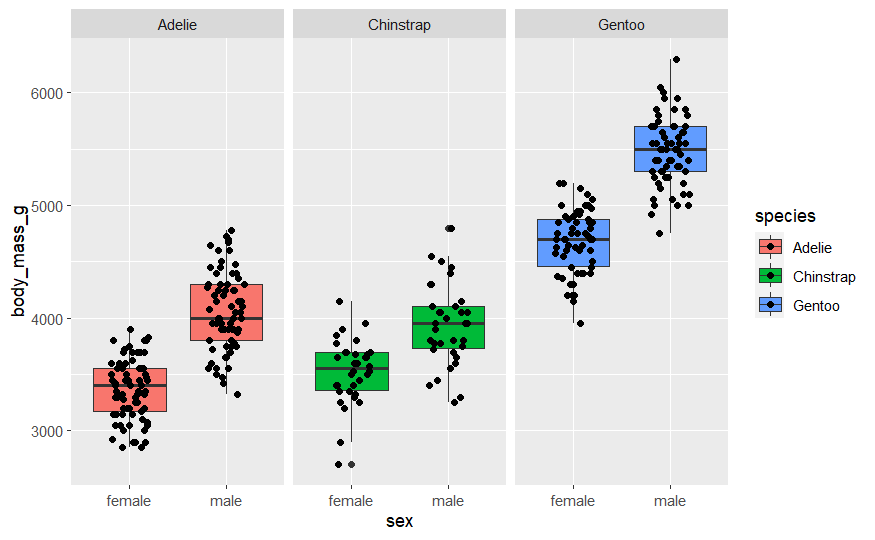 Adelie
Chinstrap
Gentoo
6000
5000
4000
3000
body_mass_g
female
male
female
male
female
male
sex
species
Adelie
Chinstrap
Gentoo